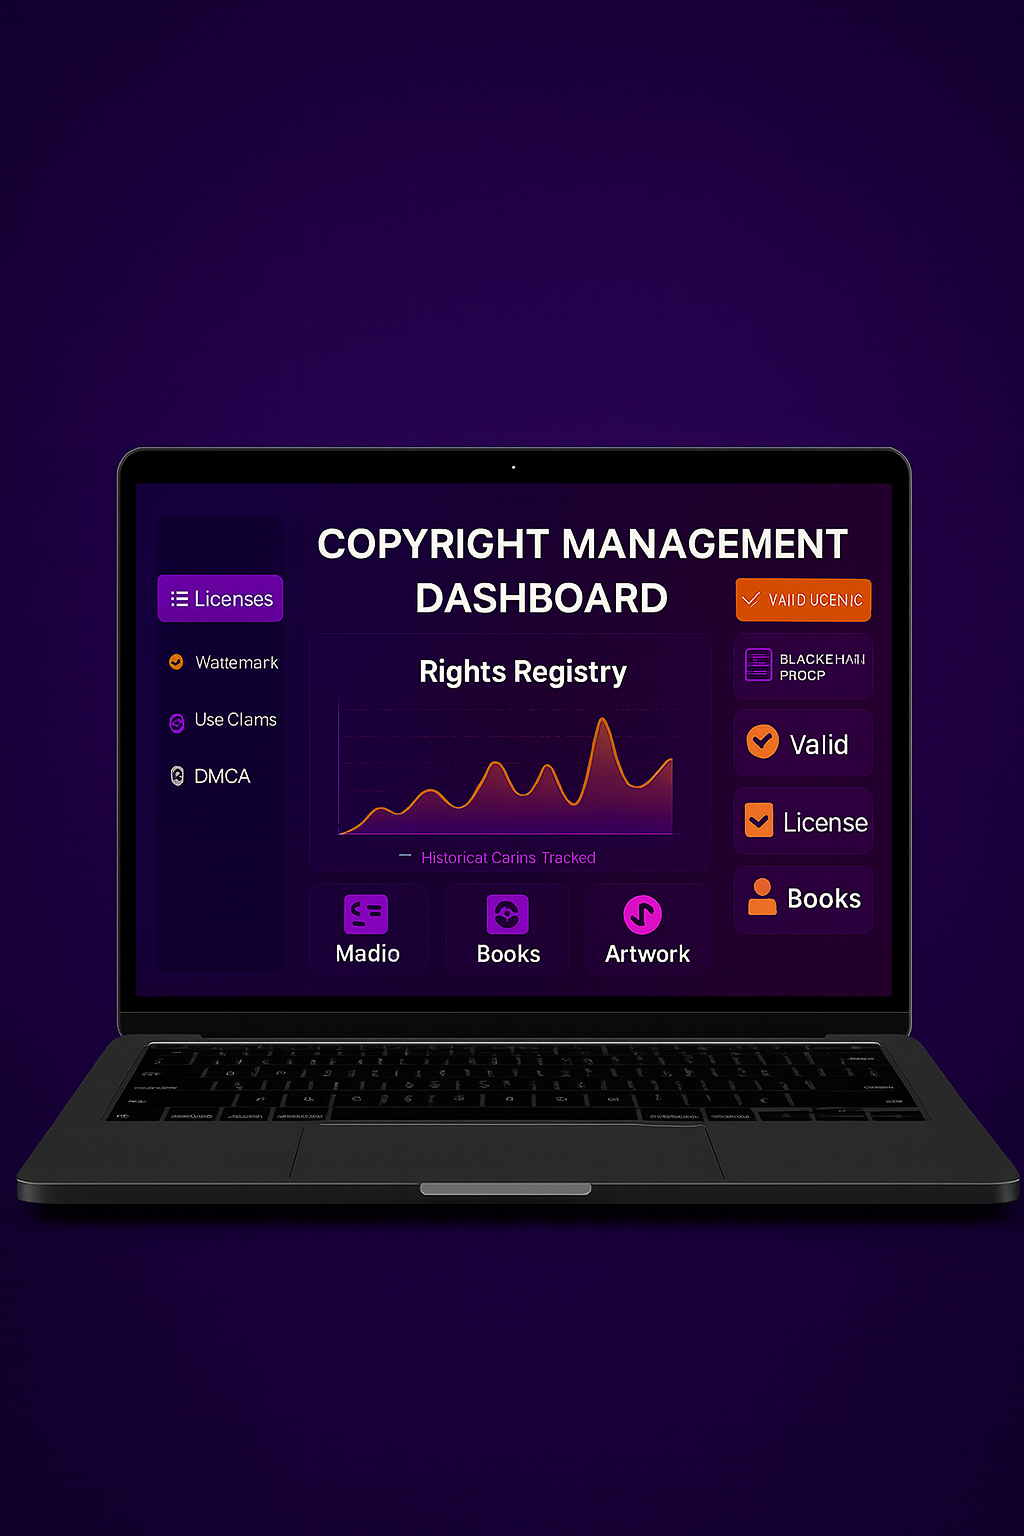 COPYRIGHT MANAGEMENT
DASHBOARD
Licenses
Wattemark
Use Clams
DMCA
Rights Registry
Historicat Carins Tracked
Madio
Books
Artwork
VAIID UCENIC
BLACKEHAIN
PROCP
Valid
License
Books